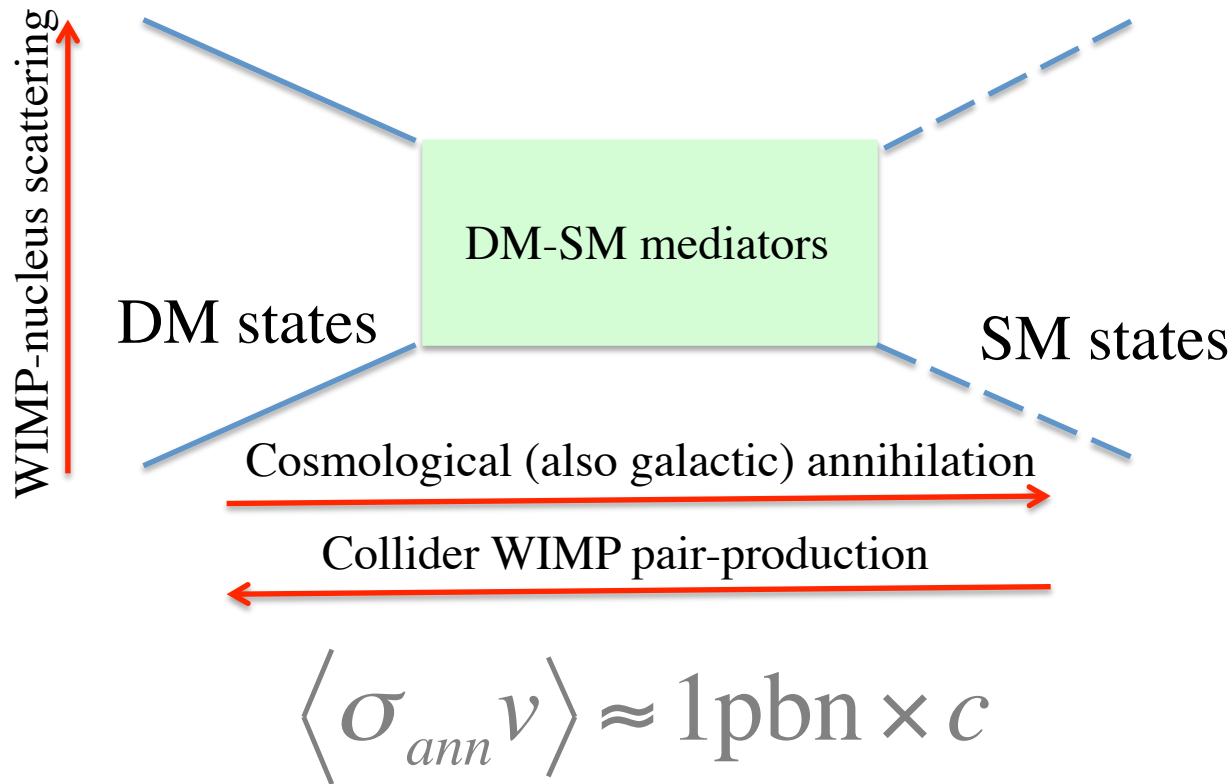 WIMP-nucleus scattering
DM-SM mediators
DM states
SM states
Cosmological (also galactic) annihilation
Collider WIMP pair-production
⟨σ_ann v⟩ ≈ 1pbn × c